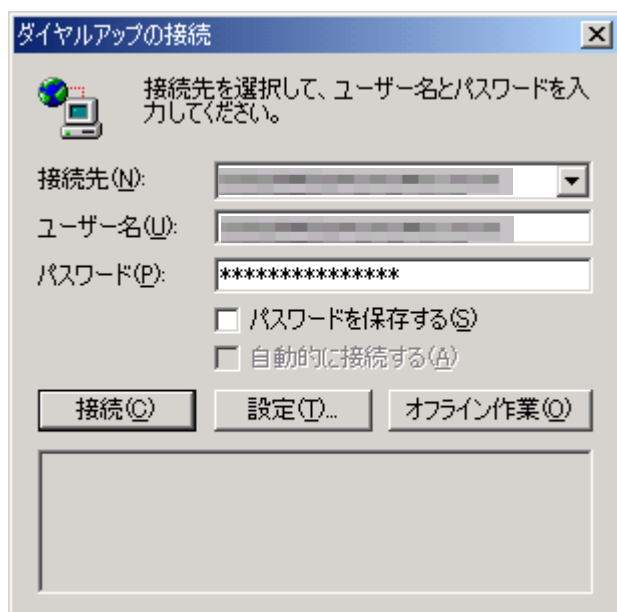 ダイヤルアップの接続
接続先を選択して、ユーザー名とパスワードを入
力してください。
接続先(N):
ユーザー名(U):
パスワード(P):
***************
パスワードを保存する(S)
自動的に接続する(A)
接続(C)
設定(T)...
オフライン作業(O)